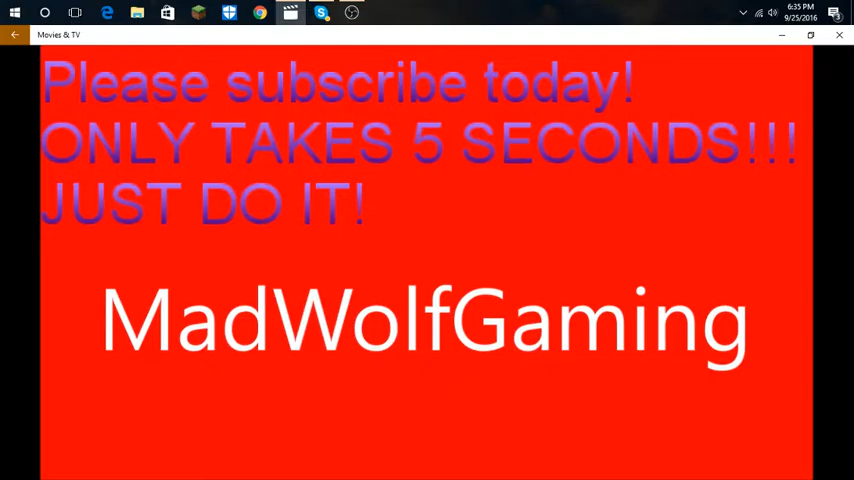 6:35 PM
9/25/2016
3
Movies & TV
Please subscribe today!
ONLY TAKES 5 SECONDS!!!
JUST DO IT!
MadWolfGaming